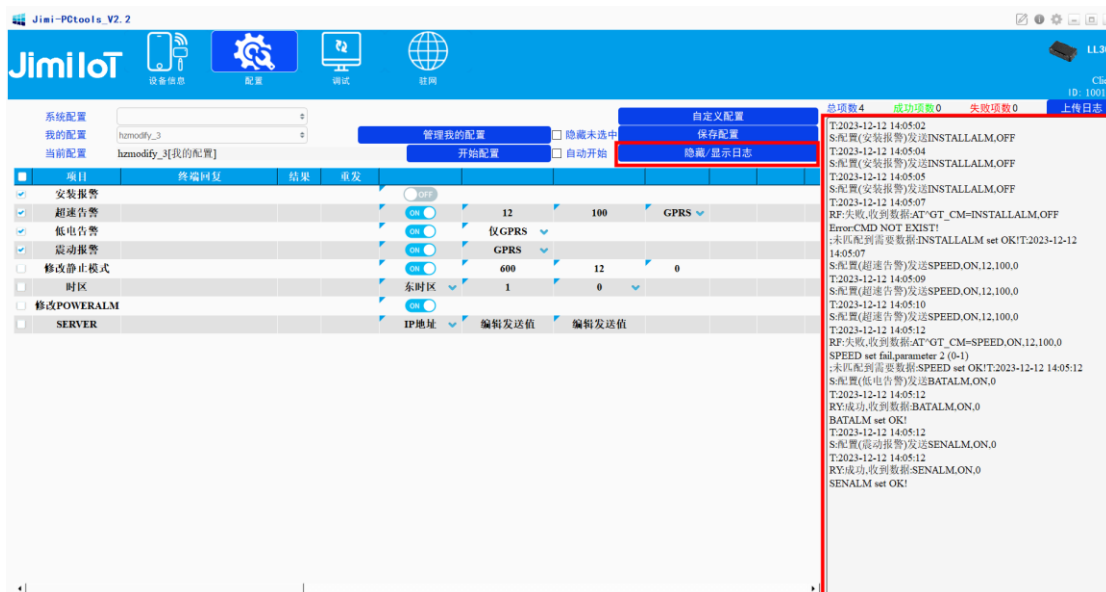 Jimi-PCtools_V2.2
Jimi IoT
设备信息
配置
调试
驻网
LL30
Cli
ID: 1001
系统配置
自定义配置
我的配置 hzmodify_3 管理我的配置 隐藏未选中 保存配置
当前配置 hzmodify_3[我的配置] 开始配置 自动开始 隐藏/显示日志
总项数4 成功项数0 失败项数0 上传日志
项目 终端回复 结果 重发
安装报警 OFF
超速告警 ON 12 100 GPRS
低电告警 ON 仅GPRS
震动报警 ON GPRS
修改静止模式 ON 600 12 0
时区 东时区 1 0
修改POWERALM ON
SERVER IP地址 编辑发送值 编辑发送值
T:2023-12-12 14:05:02
S:配置(安装报警)发送INSTALLALM,OFF
T:2023-12-12 14:05:04
S:配置(安装报警)发送INSTALLALM,OFF
T:2023-12-12 14:05:05
S:配置(安装报警)发送INSTALLALM,OFF
T:2023-12-12 14:05:07
RF:失败,收到数据:AT^GT_CM=INSTALLALM,OFF
Error:CMD NOT EXIST!
;未匹配到需要数据:INSTALLALM set OK!T:2023-12-12
14:05:07
S:配置(超速告警)发送SPEED,ON,12,100,0
T:2023-12-12 14:05:09
S:配置(超速告警)发送SPEED,ON,12,100,0
T:2023-12-12 14:05:10
S:配置(超速告警)发送SPEED,ON,12,100,0
T:2023-12-12 14:05:12
RF:失败,收到数据:AT^GT_CM=SPEED,ON,12,100,0
SPEED set fail,parameter 2 (0-1)
;未匹配到需要数据:SPEED set OK!T:2023-12-12 14:05:12
S:配置(低电告警)发送BATALM,ON,0
T:2023-12-12 14:05:12
RY:成功,收到数据:BATALM,ON,0
BATALM set OK!
T:2023-12-12 14:05:12
S:配置(震动报警)发送SENALM,ON,0
T:2023-12-12 14:05:12
RY:成功,收到数据:SENALM,ON,0
SENALM set OK!